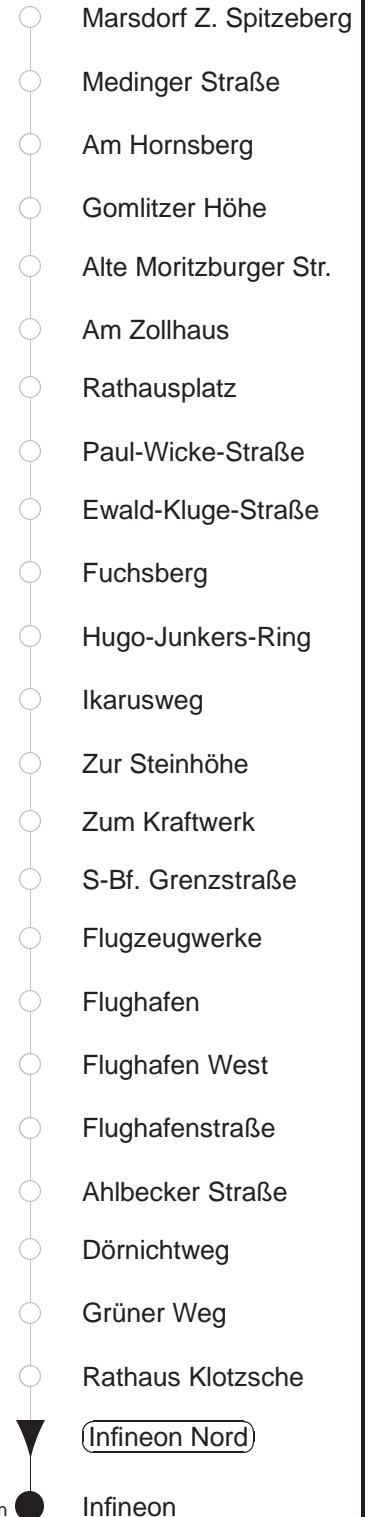 Marsdorf Z. Spitzeberg
Medinger Straße
Am Hornsberg
Gomlitzer Höhe
Alte Moritzburger Str.
Am Zollhaus
Rathausplatz
Paul-Wicke-Straße
Ewald-Kluge-Straße
Fuchsberg
Hugo-Junkers-Ring
Ikarusweg
Zur Steinhöhe
Zum Kraftwerk
S-Bf. Grenzstraße
Flugzeugwerke
Flughafen
Flughafen West
Flughafenstraße
Ahlbecker Straße
Dörnichtweg
Grüner Weg
Rathaus Klotzsche
Infineon Nord
Infineon